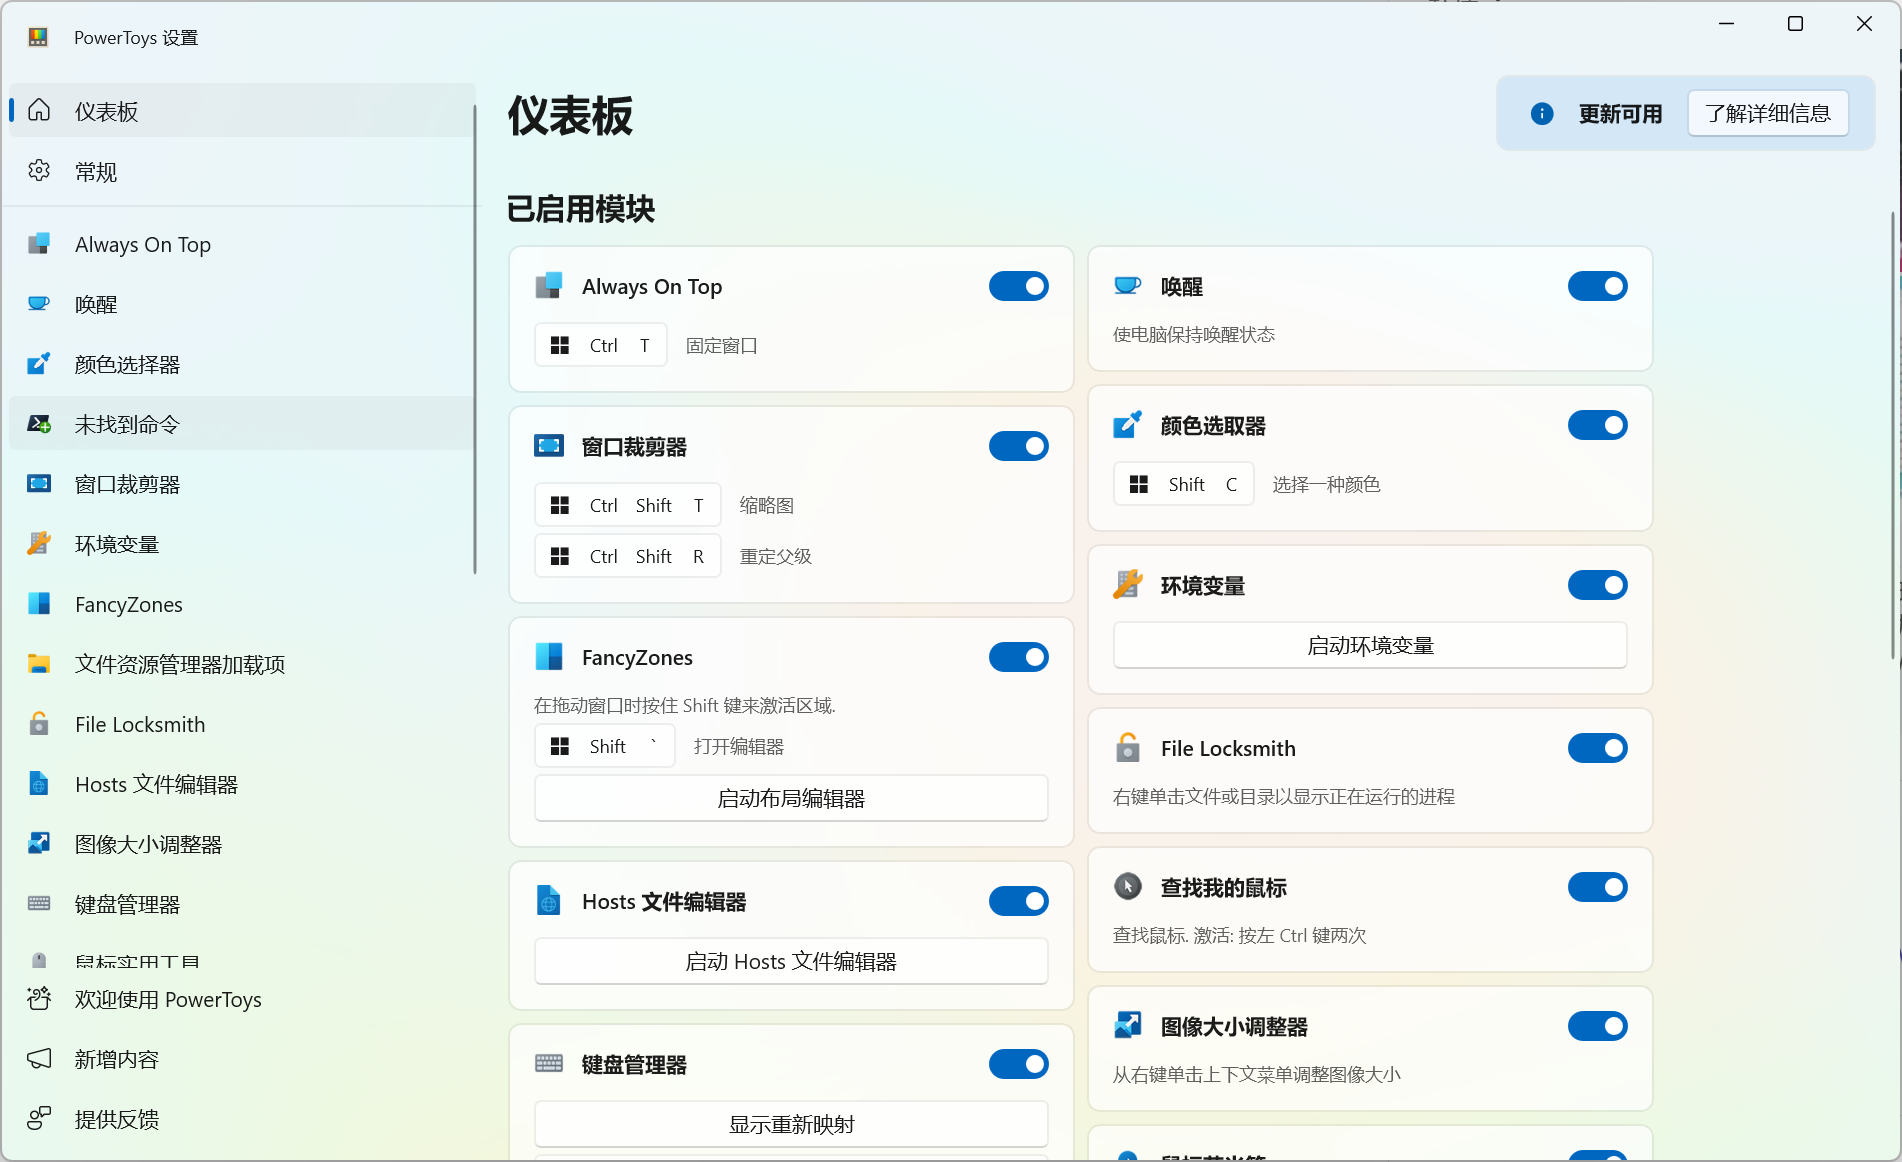 PowerToys 设置
仪表板
常规
Always On Top
唤醒
颜色选择器
未找到命令
窗口裁剪器
环境变量
FancyZones
文件资源管理器加载项
File Locksmith
Hosts 文件编辑器
图像大小调整器
键盘管理器
鼠标实用工具
欢迎使用 PowerToys
新增内容
提供反馈
仪表板
更新可用
了解详细信息
已启用模块
Always On Top
Ctrl T 固定窗口
窗口裁剪器
Ctrl Shift T 缩略图
Ctrl Shift R 重定父级
FancyZones
在拖动窗口时按住 Shift 键来激活区域.
Shift ` 打开编辑器
启动布局编辑器
Hosts 文件编辑器
启动 Hosts 文件编辑器
键盘管理器
显示重新映射
唤醒
使电脑保持唤醒状态
颜色选取器
Shift C 选择一种颜色
环境变量
启动环境变量
File Locksmith
右键单击文件或目录以显示正在运行的进程
查找我的鼠标
查找鼠标. 激活: 按左 Ctrl 键两次
图像大小调整器
从右键单击上下文菜单调整图像大小